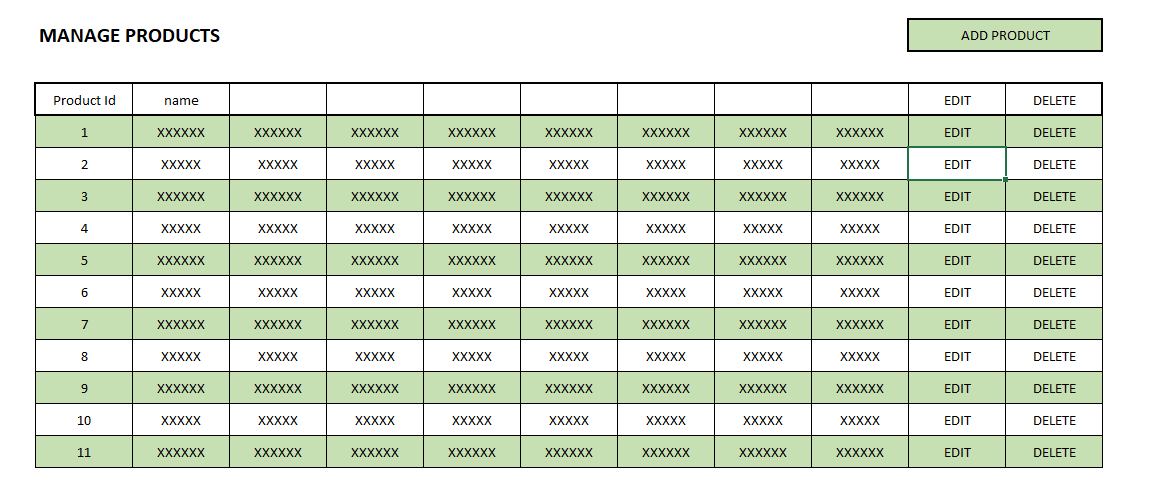 MANAGE PRODUCTS ADD PRODUCT
Product Id name EDIT DELETE
1 XXXXXX XXXXXX XXXXXX XXXXXX XXXXXX XXXXXX XXXXXX XXXXXX EDIT DELETE
2 XXXXX XXXXX XXXXX XXXXX XXXXX XXXXX XXXXX XXXXX EDIT DELETE
3 XXXXXX XXXXXX XXXXXX XXXXXX XXXXXX XXXXXX XXXXXX XXXXXX EDIT DELETE
4 XXXXX XXXXX XXXXX XXXXX XXXXX XXXXX XXXXX XXXXX EDIT DELETE
5 XXXXXX XXXXXX XXXXXX XXXXXX XXXXXX XXXXXX XXXXXX XXXXXX EDIT DELETE
6 XXXXX XXXXX XXXXX XXXXX XXXXX XXXXX XXXXX XXXXX EDIT DELETE
7 XXXXXX XXXXXX XXXXXX XXXXXX XXXXXX XXXXXX XXXXXX XXXXXX EDIT DELETE
8 XXXXX XXXXX XXXXX XXXXX XXXXX XXXXX XXXXX XXXXX EDIT DELETE
9 XXXXXX XXXXXX XXXXXX XXXXXX XXXXXX XXXXXX XXXXXX XXXXXX EDIT DELETE
10 XXXXX XXXXX XXXXX XXXXX XXXXX XXXXX XXXXX XXXXX EDIT DELETE
11 XXXXXX XXXXXX XXXXXX XXXXXX XXXXXX XXXXXX XXXXXX XXXXXX EDIT DELETE